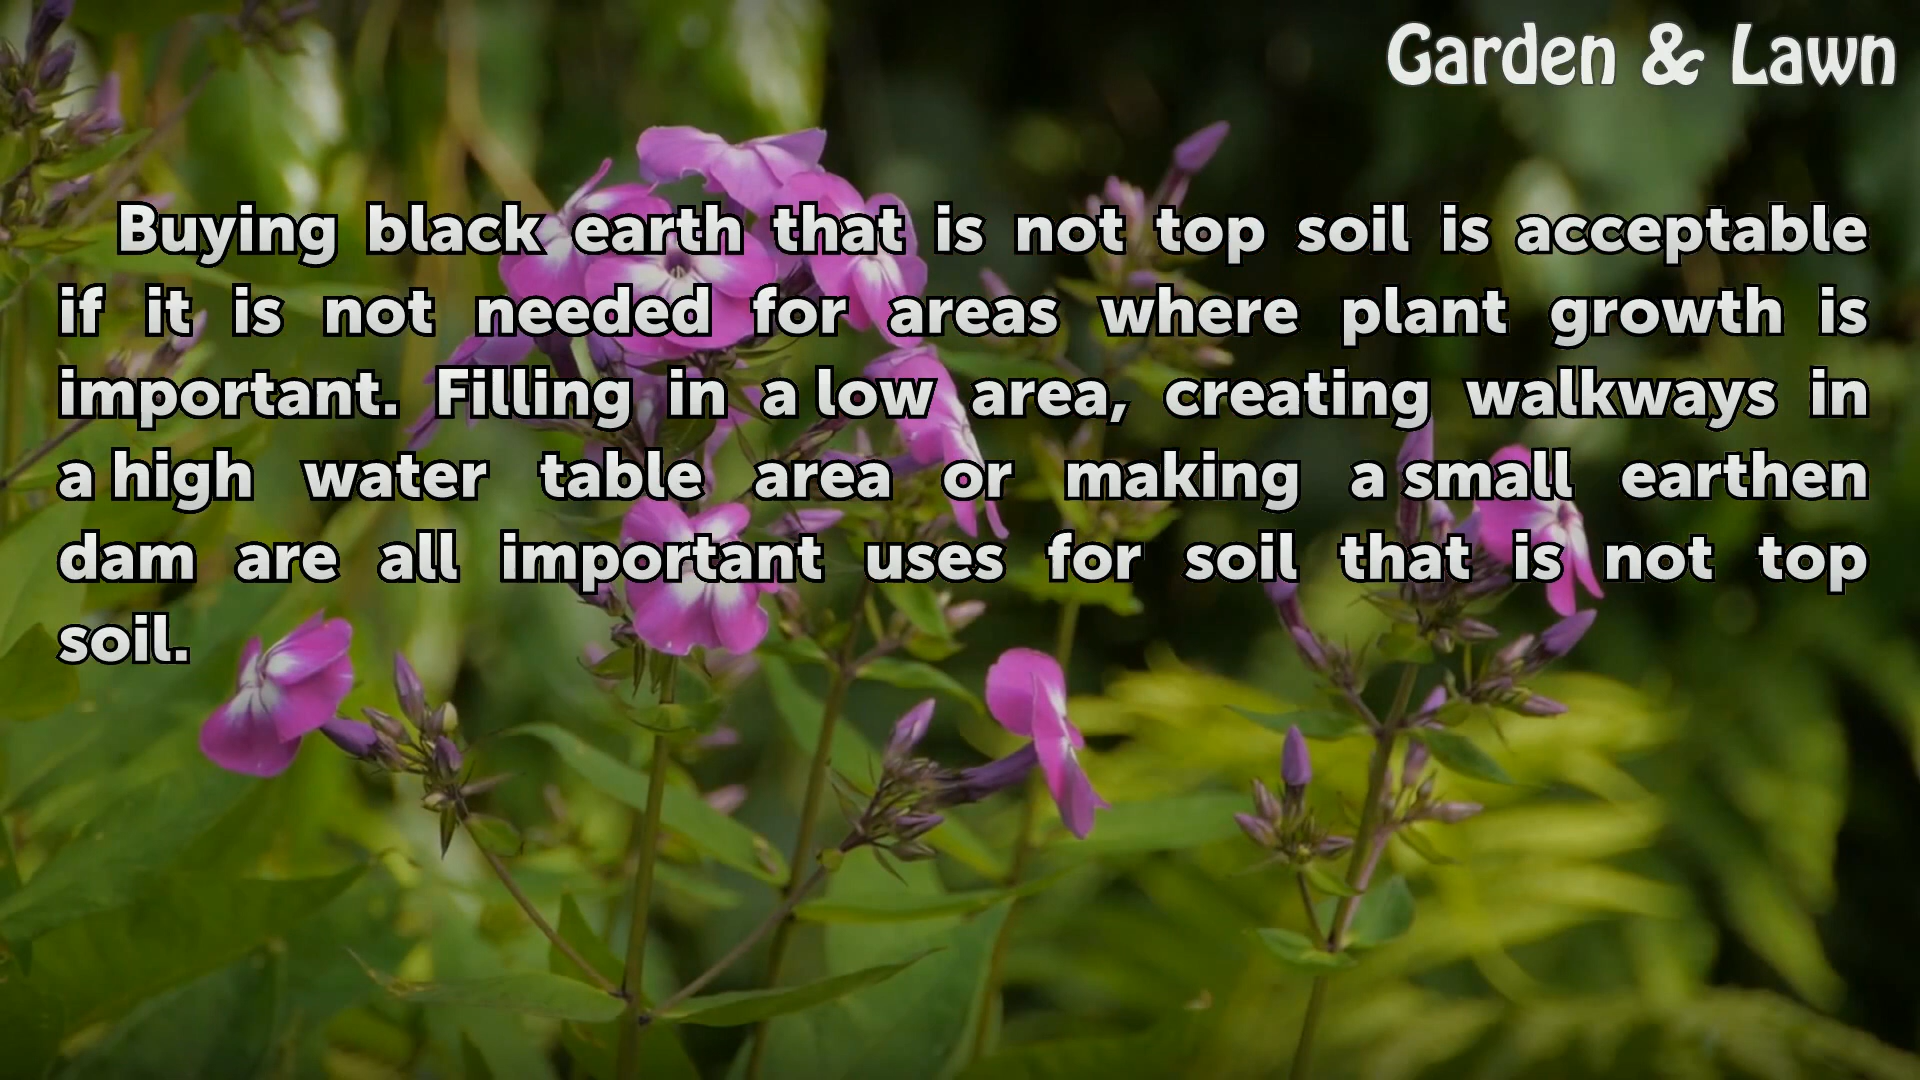 Garden & Lawn
Buying black earth that is not top soil is acceptable
if it is not needed for areas where plant growth is
important. Filling in a low area, creating walkways in
a high water table area or making a small earthen
dam are all important uses for soil that is not top
soil.